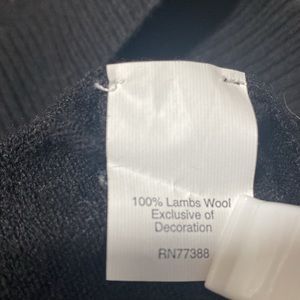 100% Lambs Wool
Exclusive of
Decoration
RN77388